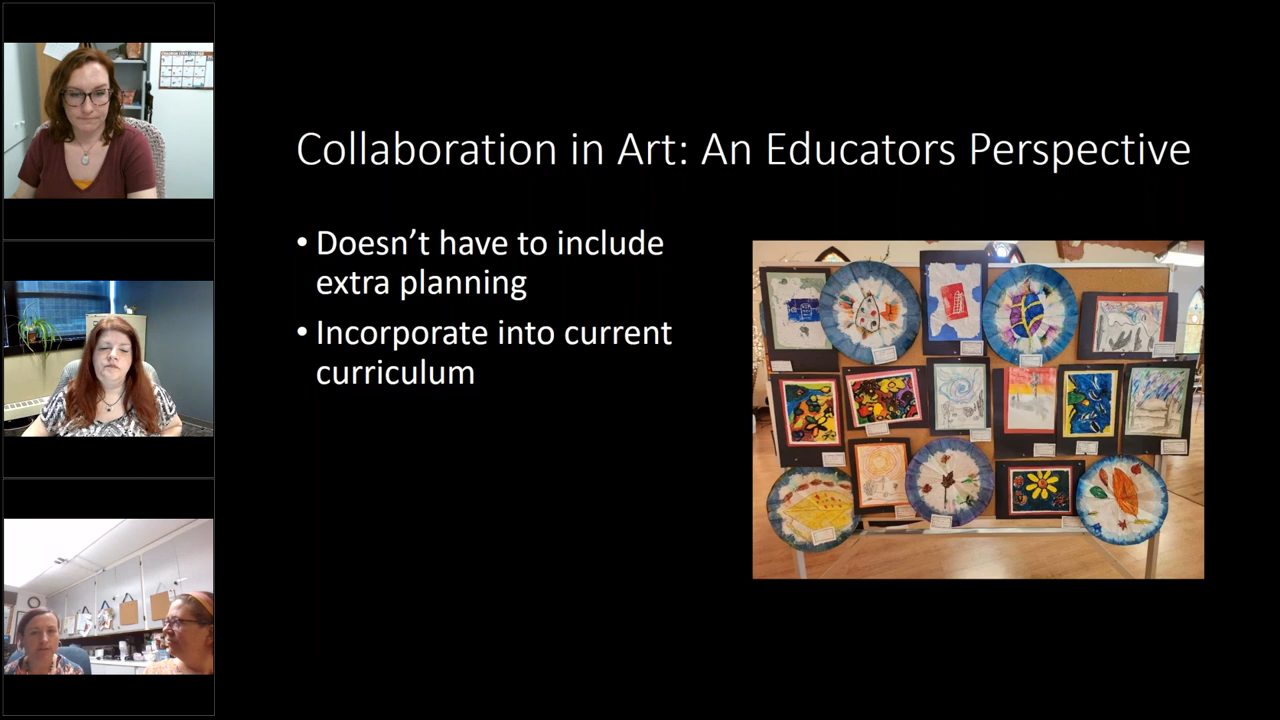 Collaboration in Art: An Educators Perspective
• Doesn’t have to include
extra planning
• Incorporate into current
curriculum